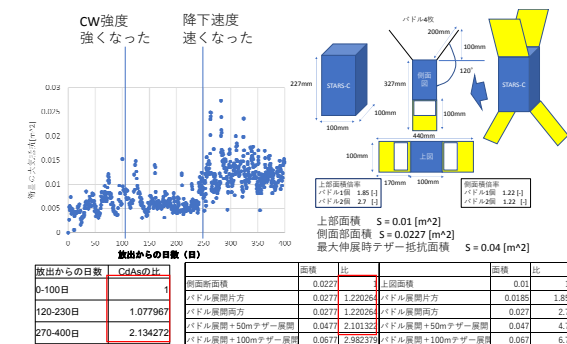 CW強度
強くなった
降下速度
速くなった
0.03
0.025
0.02
0.015
0.01
0.005
0
0 50 100 150 200 250 300 350 400
放出からの日数（日）
パドル4枚
200mm
100mm
120°
227mm
STARS-C
100mm
100mm
327mm
側面図
100mm
440mm
100mm
上図
170mm
100mm
STARS-C
上部面積倍率
パドル1個 1.85 [-]
パドル2個 2.7 [-]
側面積倍率
パドル1個 1.22 [-]
パドル2個 1.22 [-]
上部面積 S = 0.01 [m^2]
側面部面積 S = 0.0227 [m^2]
最大伸展時テザー抵抗面積 S = 0.04 [m^2]
放出からの日数 CdAsの比
0-100日 1
120-230日 1.077967
270-400日 2.134272
面積 比
側面断面積 0.0227 1
パドル展開片方 0.0277 1.220264
パドル展開両方 0.0277 1.220264
パドル展開＋50mテザー展開 0.0477 2.101322
パドル展開＋100mテザー展開 0.0677 2.982379
面積 比
上図面積 0.01
パドル展開片方 0.0185 1.85
パドル展開両方 0.027 2.7
パドル展開＋50mテザー展開 0.047 4.7
パドル展開＋100mテザー展開 0.067 6.7